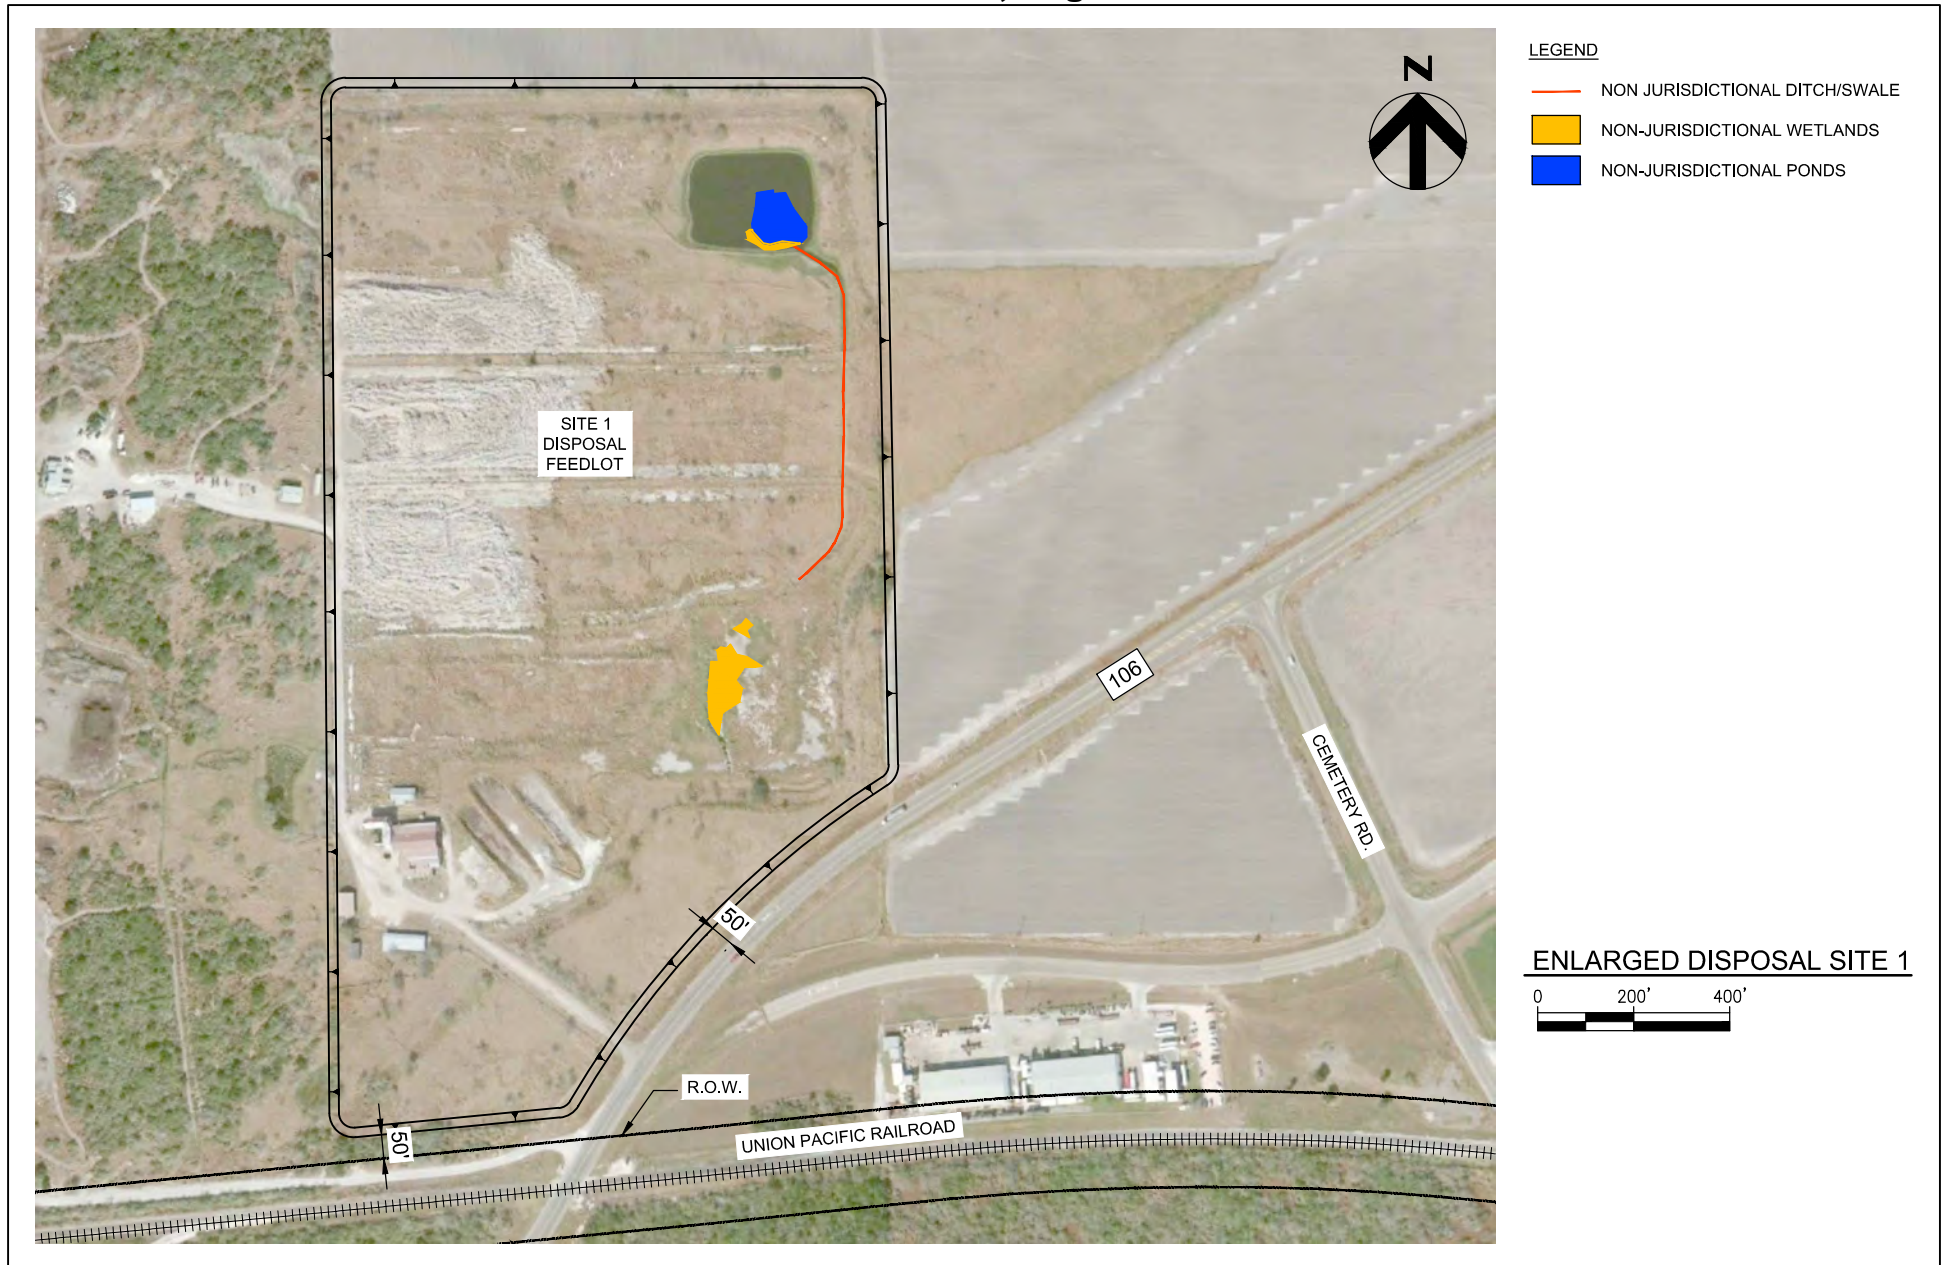 LEGEND
NON JURISDICTIONAL DITCH/SWALE
NON-JURISDICTIONAL WETLANDS
NON-JURISDICTIONAL PONDS
N
SITE 1
DISPOSAL
FEEDLOT
106
CEMETERY RD.
50'
R.O.W.
UNION PACIFIC RAILROAD
50'
ENLARGED DISPOSAL SITE 1
0 200' 400'